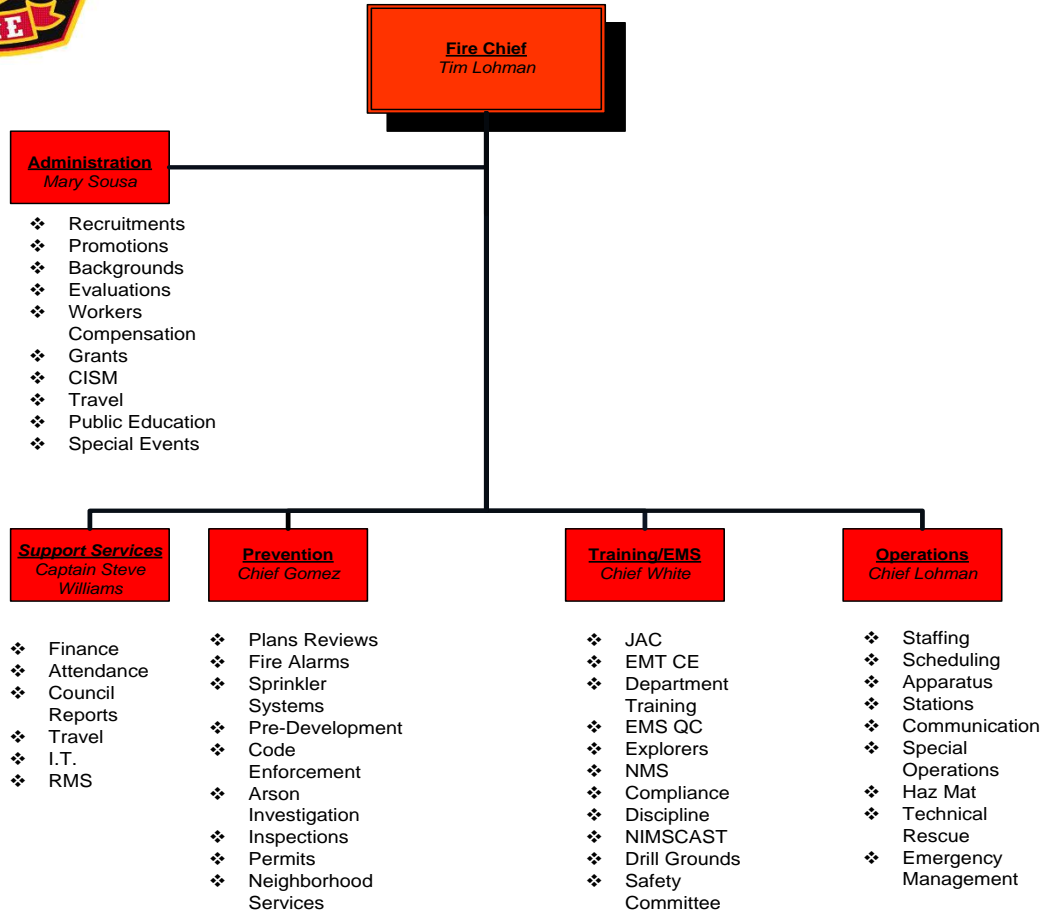 Fire Chief
Tim Lohman
Administration
Mary Sousa
❖ Recruitments
❖ Promotions
❖ Backgrounds
❖ Evaluations
❖ Workers
Compensation
❖ Grants
❖ CISM
❖ Travel
❖ Public Education
❖ Special Events
Support Services
Captain Steve
Williams
❖ Finance
❖ Attendance
❖ Council
Reports
❖ Travel
❖ I.T.
❖ RMS
Prevention
Chief Gomez
❖ Plans Reviews
❖ Fire Alarms
❖ Sprinkler
Systems
❖ Pre-Development
❖ Code
Enforcement
❖ Arson
Investigation
❖ Inspections
❖ Permits
❖ Neighborhood
Services
Training/EMS
Chief White
❖ JAC
❖ EMT CE
❖ Department
Training
❖ EMS QC
❖ Explorers
❖ NMS
❖ Compliance
❖ Discipline
❖ NIMSCAST
❖ Drill Grounds
❖ Safety
Committee
Operations
Chief Lohman
❖ Staffing
❖ Scheduling
❖ Apparatus
❖ Stations
❖ Communication
❖ Special
Operations
❖ Haz Mat
❖ Technical
Rescue
❖ Emergency
Management